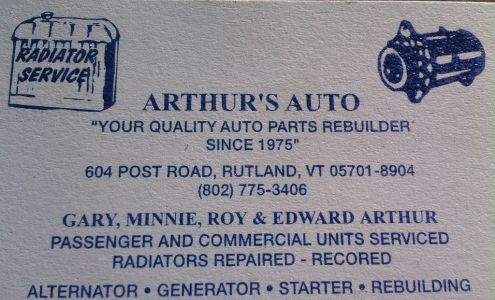 RADIATOR
SERVICE
ARTHUR'S AUTO
"YOUR QUALITY AUTO PARTS REBUILDER
SINCE 1975"
604 POST ROAD, RUTLAND, VT 05701-8904
(802) 775-3406
GARY, MINNIE, ROY & EDWARD ARTHUR
PASSENGER AND COMMERCIAL UNITS SERVICED
RADIATORS REPAIRED - RECORED
ALTERNATOR • GENERATOR • STARTER • REBUILDING